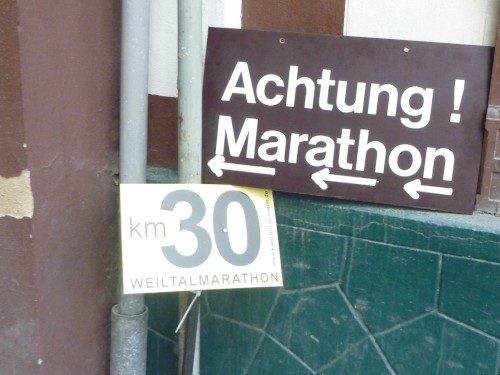 Achtung !
Marathon
km 30
WEILTALMARATHON